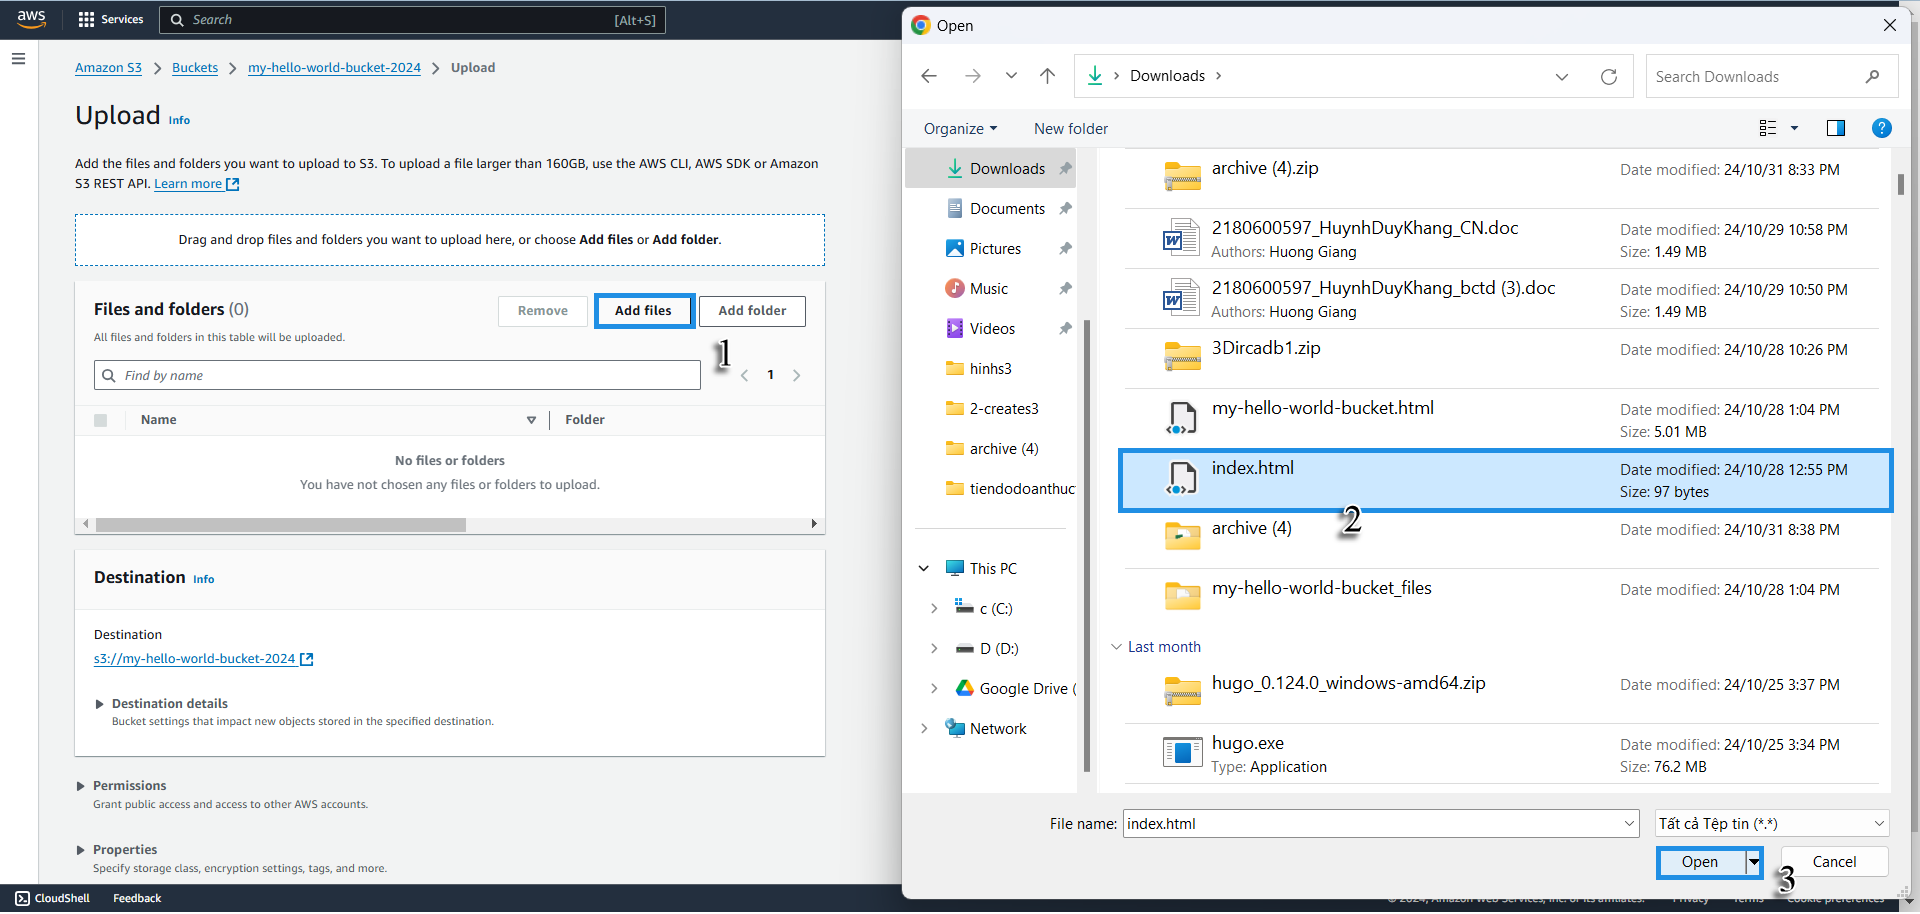 aws
Services
Search
[Alt+S]
Amazon S3
Buckets
my-hello-world-bucket-2024
Upload
Upload Info
Add the files and folders you want to upload to S3. To upload a file larger than 160GB, use the AWS CLI, AWS SDK or Amazon
S3 REST API. Learn more
Drag and drop files and folders you want to upload here, or choose Add files or Add folder.
Files and folders (0)
Remove
Add files
Add folder
All files and folders in this table will be uploaded.
1
Find by name
1
Name
Folder
No files or folders
You have not chosen any files or folders to upload.
Destination Info
Destination
s3://my-hello-world-bucket-2024
Destination details
Bucket settings that impact new objects stored in the specified destination.
Permissions
Grant public access and access to other AWS accounts.
Properties
Specify storage class, encryption settings, tags, and more.
CloudShell
Feedback
Open
Downloads
Search Downloads
Organize
New folder
?
Downloads
Documents
Pictures
Music
Videos
hinhs3
2-creates3
archive (4)
tiendodoanthuc
This PC
c (C:)
D (D:)
Google Drive (
Network
archive (4).zip
Date modified: 24/10/31 8:33 PM
2180600597_HuynhDuyKhang_CN.doc
Date modified: 24/10/29 10:58 PM
Authors: Huong Giang
Size: 1.49 MB
2180600597_HuynhDuyKhang_bctd (3).doc
Date modified: 24/10/29 10:50 PM
Authors: Huong Giang
Size: 1.49 MB
3Dircadb1.zip
Date modified: 24/10/28 10:26 PM
my-hello-world-bucket.html
Date modified: 24/10/28 1:04 PM
Size: 5.01 MB
index.html
Date modified: 24/10/28 12:55 PM
Size: 97 bytes
2
archive (4)
Date modified: 24/10/31 8:38 PM
my-hello-world-bucket_files
Date modified: 24/10/28 1:04 PM
Last month
hugo_0.124.0_windows-amd64.zip
Date modified: 24/10/25 3:37 PM
hugo.exe
Date modified: 24/10/25 3:34 PM
Type: Application
Size: 76.2 MB
File name: index.html
Tất cả Tệp tin (*.*)
Open
Cancel
3
© 2024, Amazon Web Services, Inc. or its affiliates.
Privacy
Terms
Cookie preferences